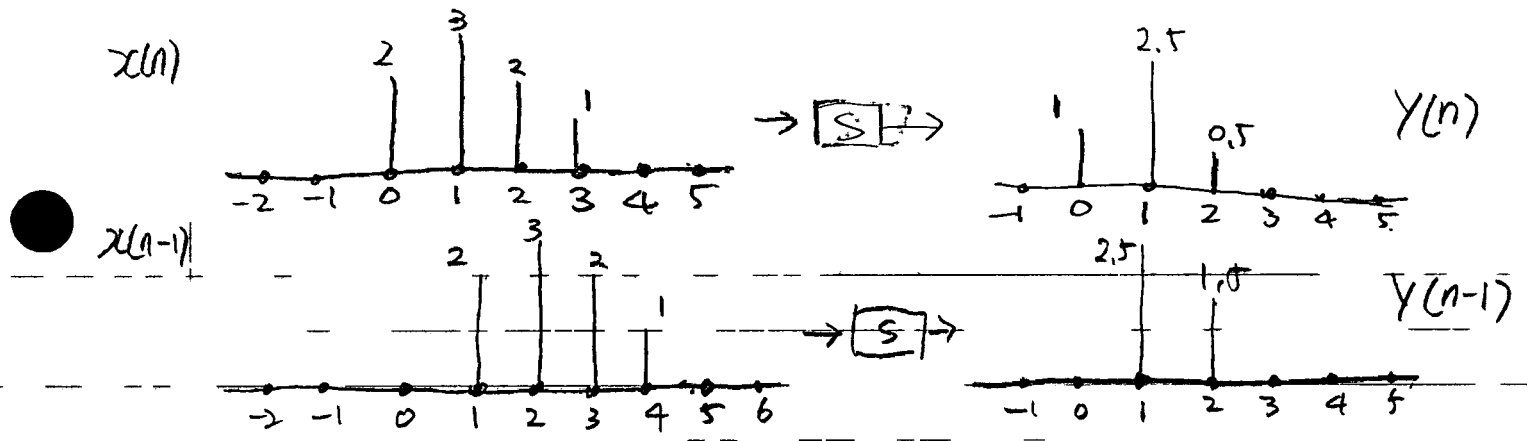 x(n) 2 3 2 1 → S → 1 2.5 0.5 Y(n)
-2 -1 0 1 2 3 4 5 -1 0 1 2 3 4 5
x(n-1) 2 3 2 1 → S → 2.5 1.5 Y(n-1)
-2 -1 0 1 2 3 4 5 6 -1 0 1 2 3 4 5